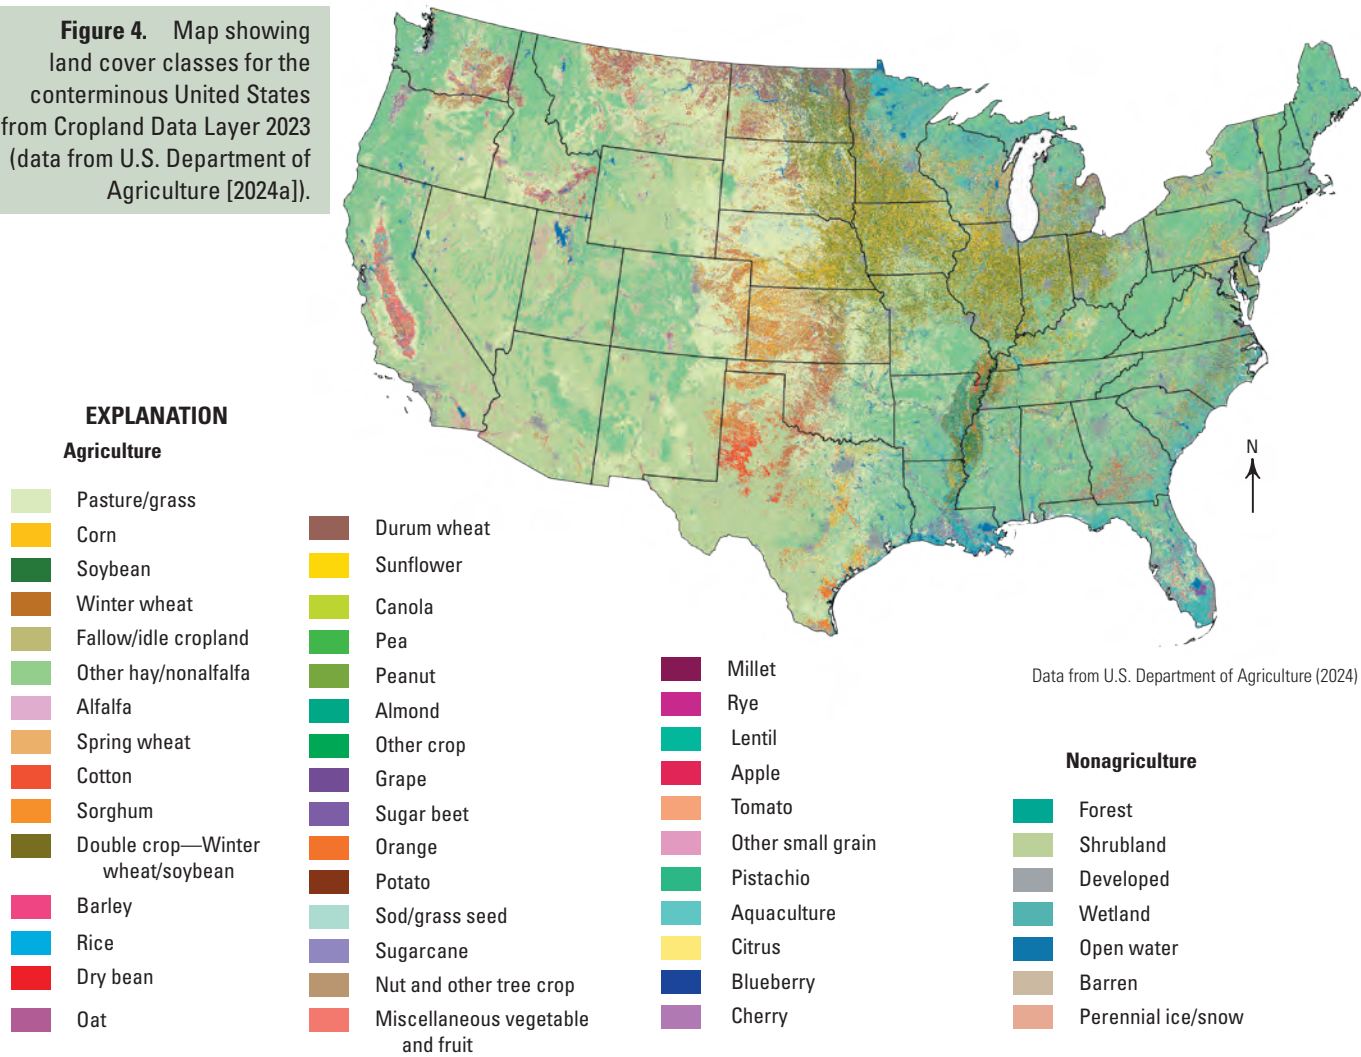 Figure 4. Map showing
land cover classes for the
conterminous United States
from Cropland Data Layer 2023
(data from U.S. Department of
Agriculture [2024a]).
N
Data from U.S. Department of Agriculture (2024)
EXPLANATION
Agriculture
Pasture/grass
Corn
Soybean
Winter wheat
Fallow/idle cropland
Other hay/nonalfalfa
Alfalfa
Spring wheat
Cotton
Sorghum
Double crop—Winter
wheat/soybean
Barley
Rice
Dry bean
Oat
Durum wheat
Sunflower
Canola
Pea
Peanut
Almond
Other crop
Grape
Sugar beet
Orange
Potato
Sod/grass seed
Sugarcane
Nut and other tree crop
Miscellaneous vegetable
and fruit
Millet
Rye
Lentil
Apple
Tomato
Other small grain
Pistachio
Aquaculture
Citrus
Blueberry
Cherry
Nonagriculture
Forest
Shrubland
Developed
Wetland
Open water
Barren
Perennial ice/snow